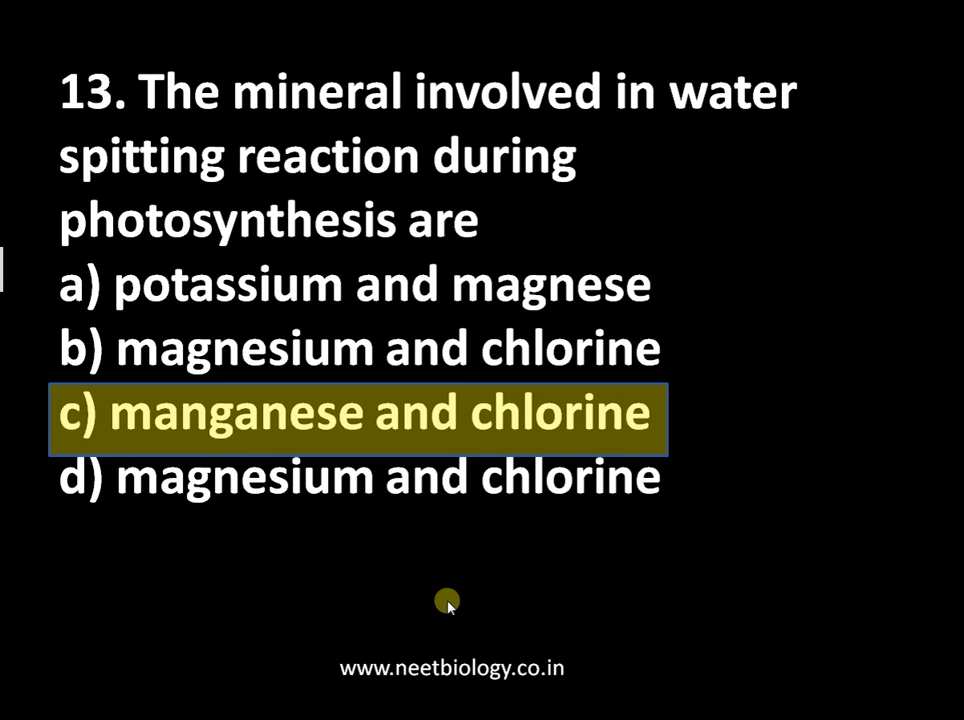 13. The mineral involved in water
spitting reaction during
photosynthesis are
a) potassium and magnese
b) magnesium and chlorine
c) manganese and chlorine
d) magnesium and chlorine
www.neetbiology.co.in